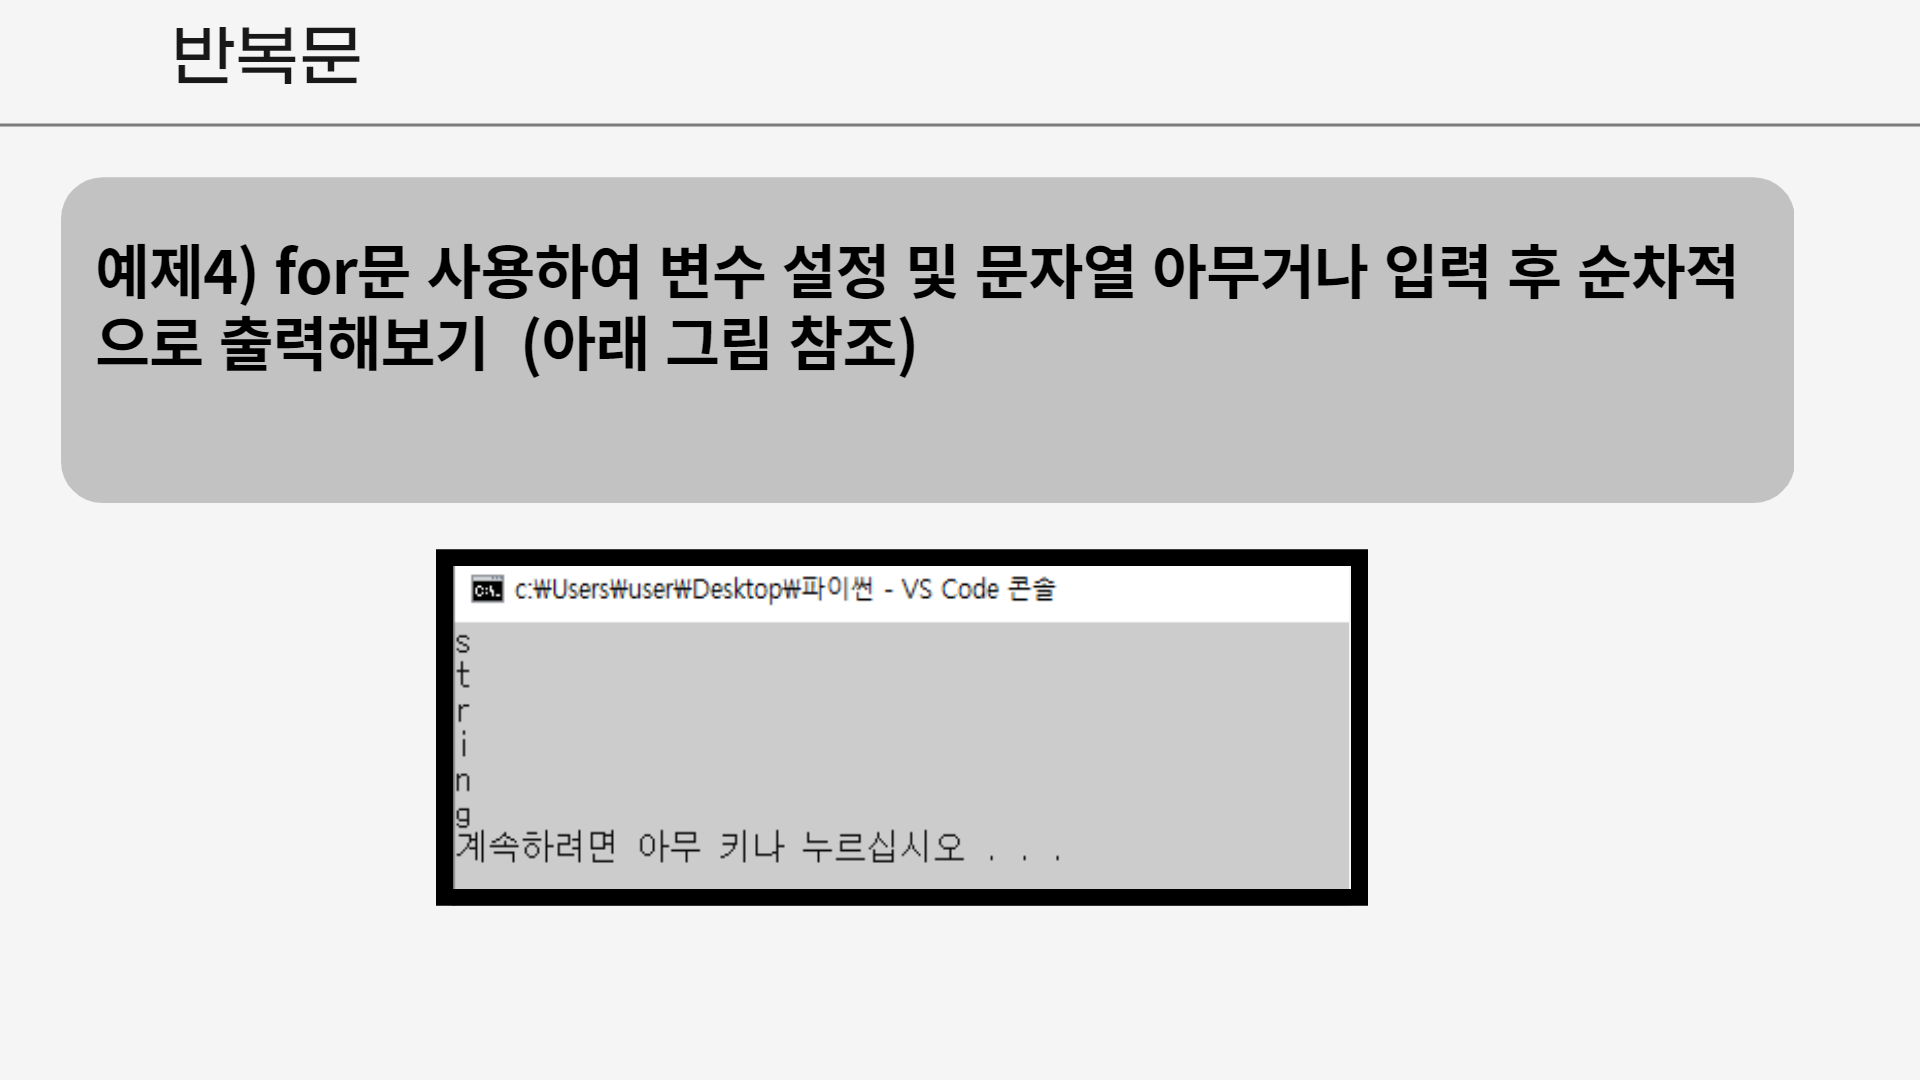 반복문
예제4) for문 사용하여 변수 설정 및 문자열 아무거나 입력 후 순차적
으로 출력해보기  (아래 그림 참조)
c:₩Users₩user₩Desktop₩파이썬 - VS Code 콘솔
s
t
r
i
n
g
계속하려면 아무 키나 누르십시오 . . .